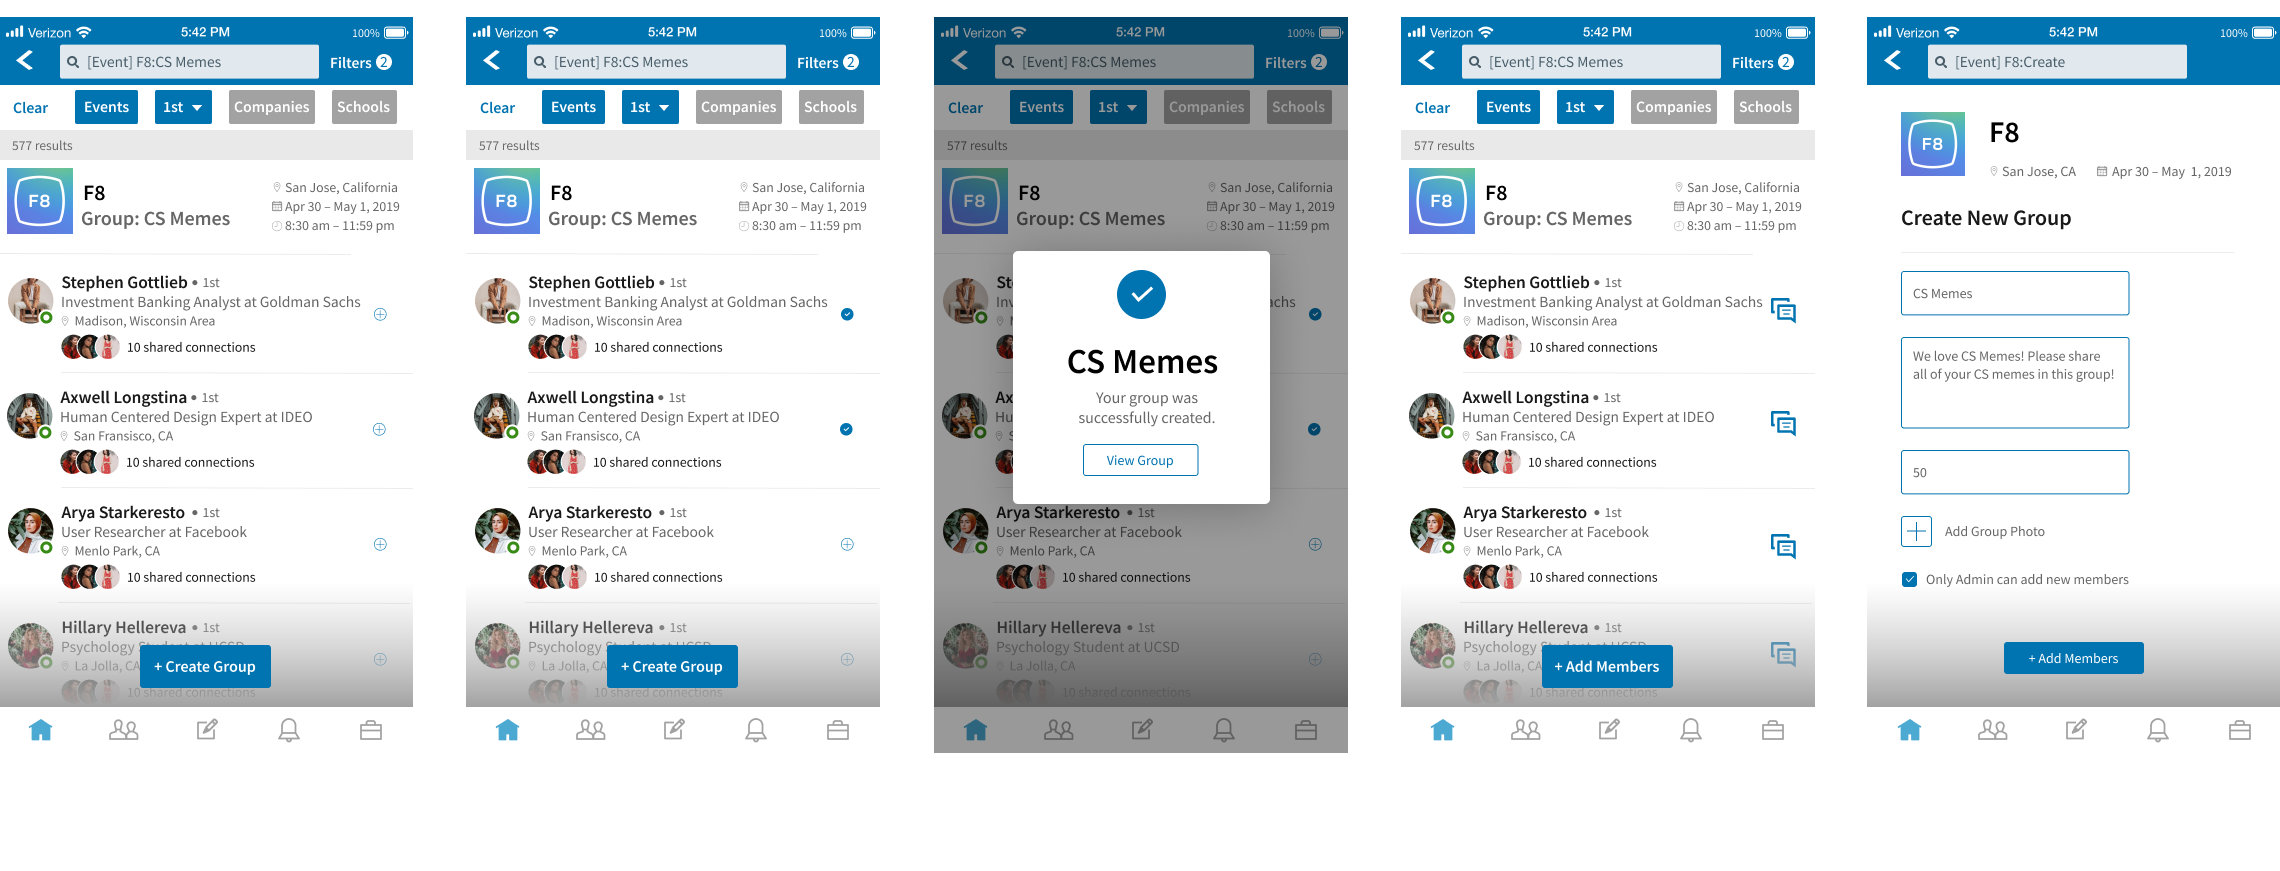 Verizon 5:42 PM 100%
[Event] F8:CS Memes Filters 2
Clear Events 1st Companies Schools
577 results
F8
F8
Group: CS Memes
San Jose, California
Apr 30 – May 1, 2019
8:30 am – 11:59 pm
Stephen Gottlieb • 1st
Investment Banking Analyst at Goldman Sachs
Madison, Wisconsin Area
10 shared connections
Axwell Longstina • 1st
Human Centered Design Expert at IDEO
San Fransisco, CA
10 shared connections
Arya Starkeresto • 1st
User Researcher at Facebook
Menlo Park, CA
10 shared connections
Hillary Hellereva • 1st
Psychology Student at UCSD
La Jolla, CA
10 shared connections
+ Create Group
Verizon 5:42 PM 100%
[Event] F8:CS Memes Filters 2
Clear Events 1st Companies Schools
577 results
F8
F8
Group: CS Memes
San Jose, California
Apr 30 – May 1, 2019
8:30 am – 11:59 pm
Stephen Gottlieb • 1st
Investment Banking Analyst at Goldman Sachs
Madison, Wisconsin Area
10 shared connections
Axwell Longstina • 1st
Human Centered Design Expert at IDEO
San Fransisco, CA
10 shared connections
Arya Starkeresto • 1st
User Researcher at Facebook
Menlo Park, CA
10 shared connections
Hillary Hellereva • 1st
Psychology Student at UCSD
La Jolla, CA
10 shared connections
+ Create Group
Verizon 5:42 PM 100%
[Event] F8:CS Memes Filters 2
Clear Events 1st Companies Schools
577 results
F8
F8
Group: CS Memes
San Jose, California
Apr 30 – May 1, 2019
8:30 am – 11:59 pm
St
In achs
M
Ax
Hu
S
CS Memes
Your group was
successfully created.
View Group
Arya Starkeresto • 1st
User Researcher at Facebook
Menlo Park, CA
10 shared connections
Hillary Hellereva • 1st
Psychology Student at UCSD
La Jolla, CA
10 shared connections
Verizon 5:42 PM 100%
[Event] F8:CS Memes Filters 2
Clear Events 1st Companies Schools
577 results
F8
F8
Group: CS Memes
San Jose, California
Apr 30 – May 1, 2019
8:30 am – 11:59 pm
Stephen Gottlieb • 1st
Investment Banking Analyst at Goldman Sachs
Madison, Wisconsin Area
10 shared connections
Axwell Longstina • 1st
Human Centered Design Expert at IDEO
San Fransisco, CA
10 shared connections
Arya Starkeresto • 1st
User Researcher at Facebook
Menlo Park, CA
10 shared connections
Hillary Hellereva • 1st
Psychology Student at UCSD
La Jolla, CA
10 shared connections
+ Add Members
Verizon 5:42 PM 100%
[Event] F8:Create
F8
F8
San Jose, CA Apr 30 – May 1, 2019
Create New Group
CS Memes
We love CS Memes! Please share
all of your CS memes in this group!
50
Add Group Photo
Only Admin can add new members
+ Add Members